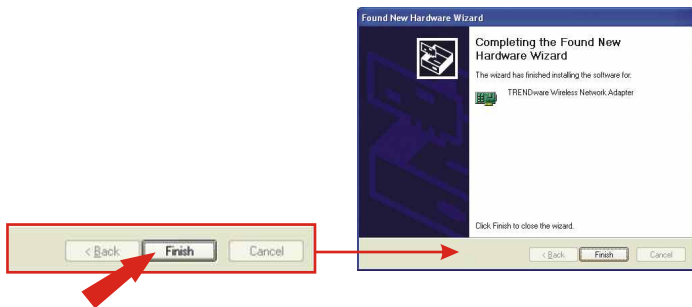 Found New Hardware Wizard
Completing the Found New
Hardware Wizard
The wizard has finished installing the software for:
TRENDware Wireless Network Adapter
Click Finish to close the wizard.
< Back Finish Cancel
< Back Finish Cancel